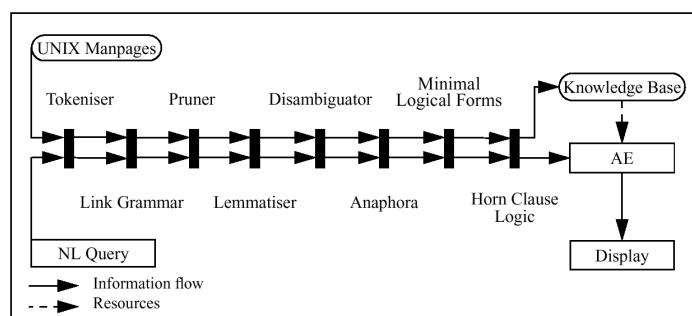 UNIX Manpages
Tokeniser
Pruner
Disambiguator
Minimal
Logical Forms
Knowledge Base
AE
Link Grammar
Lemmatiser
Anaphora
Horn Clause
Logic
NL Query
Display
Information flow
Resources